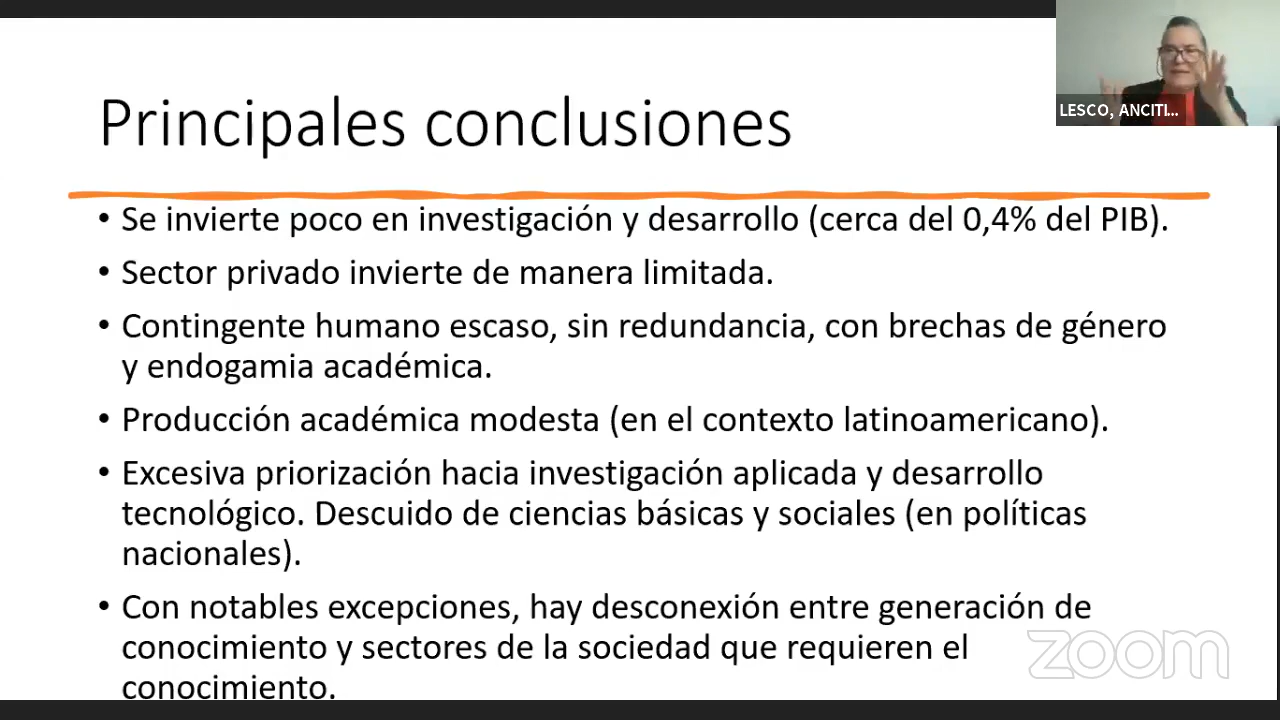 LESCO, ANCITI...
Principales conclusiones
• Se invierte poco en investigación y desarrollo (cerca del 0,4% del PIB).
• Sector privado invierte de manera limitada.
• Contingente humano escaso, sin redundancia, con brechas de género
y endogamia académica.
• Producción académica modesta (en el contexto latinoamericano).
• Excesiva priorización hacia investigación aplicada y desarrollo
tecnológico. Descuido de ciencias básicas y sociales (en políticas
nacionales).
• Con notables excepciones, hay desconexión entre generación de
conocimiento y sectores de la sociedad que requieren el
conocimiento.
zoom